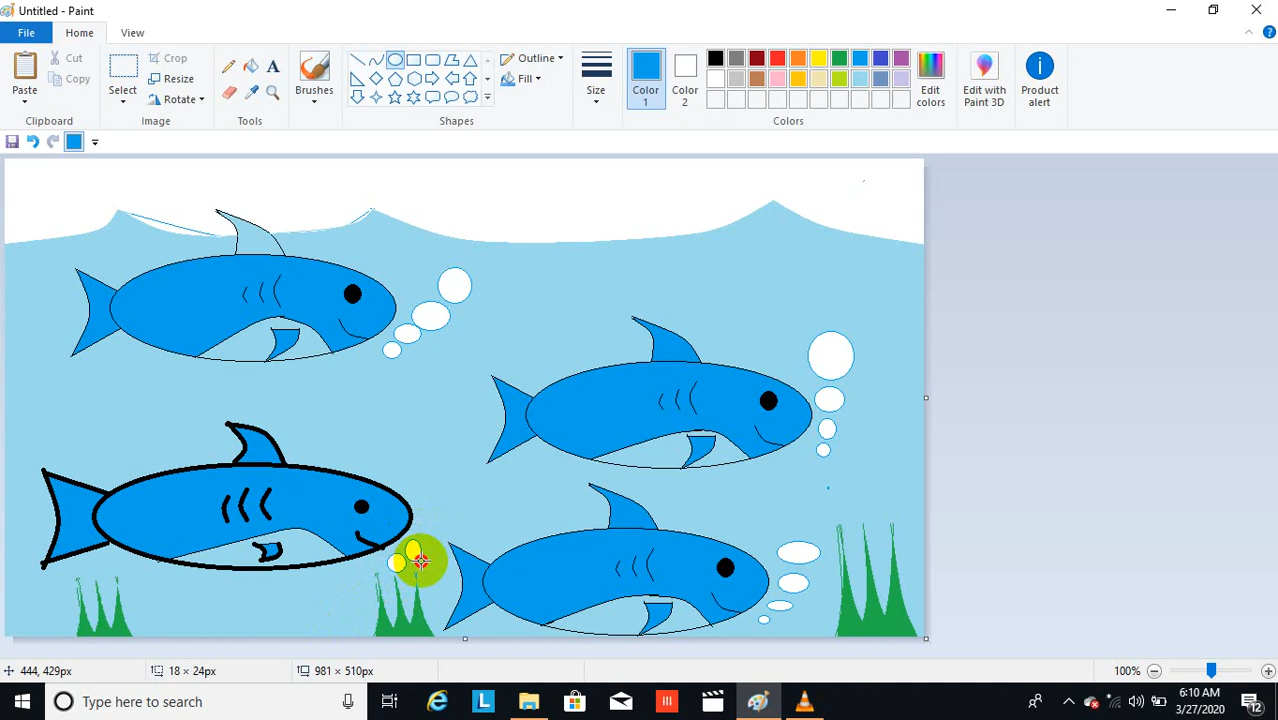 Untitled - Paint
File Home View
Paste
Cut
Copy
Clipboard
Select
Crop
Resize
Rotate
Image
A
Tools
Brushes
Outline
Fill
Shapes
Size
Color 1
Color 2
Edit colors
Colors
Edit with Paint 3D
Product alert
444, 429px
18 × 24px
981 × 510px
100%
Type here to search
6:10 AM
3/27/2020
12